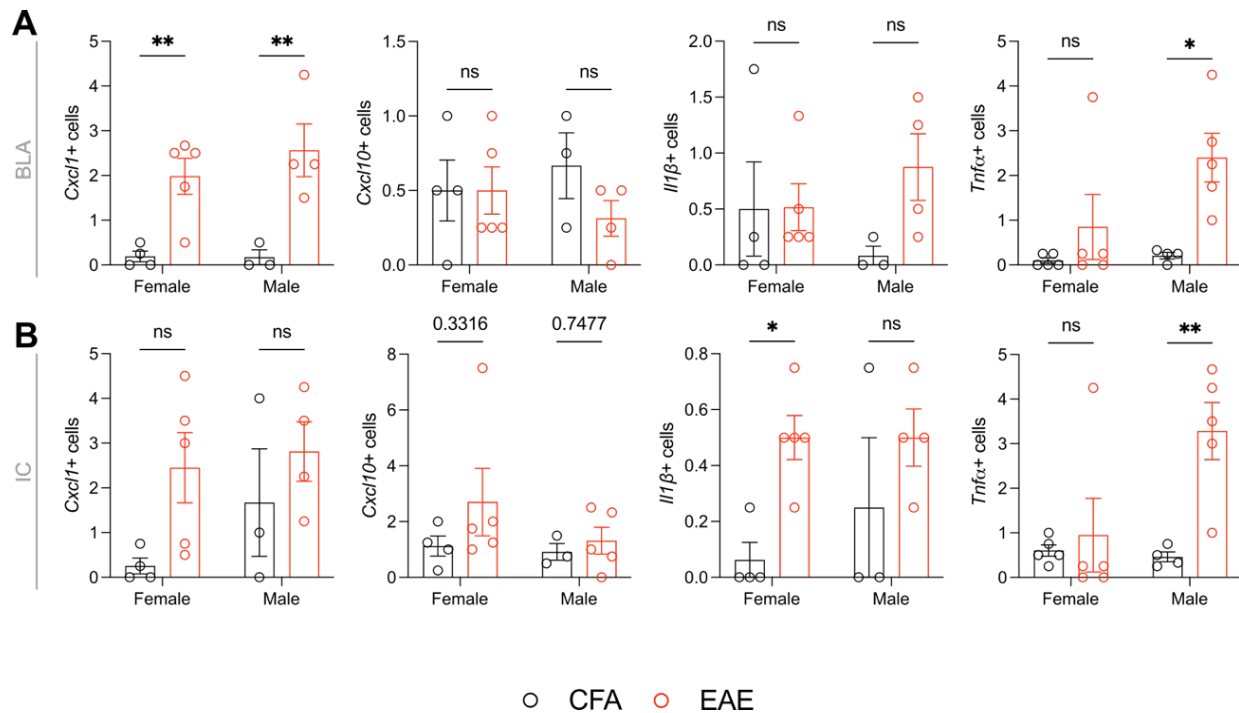 A
BLA
Cxcl1+ cells
5
4
3
2
1
0
**
**
Female
Male
Cxcl10+ cells
1.5
1.0
0.5
0.0
ns
ns
Female
Male
Il1β+ cells
2.0
1.5
1.0
0.5
0.0
ns
ns
Female
Male
Tnfα+ cells
5
4
3
2
1
0
ns
*
Female
Male
B
IC
Cxcl1+ cells
5
4
3
2
1
0
ns
ns
Female
Male
Cxcl10+ cells
8
6
4
2
0
0.3316
0.7477
Female
Male
Il1β+ cells
0.8
0.6
0.4
0.2
0.0
*
ns
Female
Male
Tnfα+ cells
5
4
3
2
1
0
ns
**
Female
Male
CFA
EAE